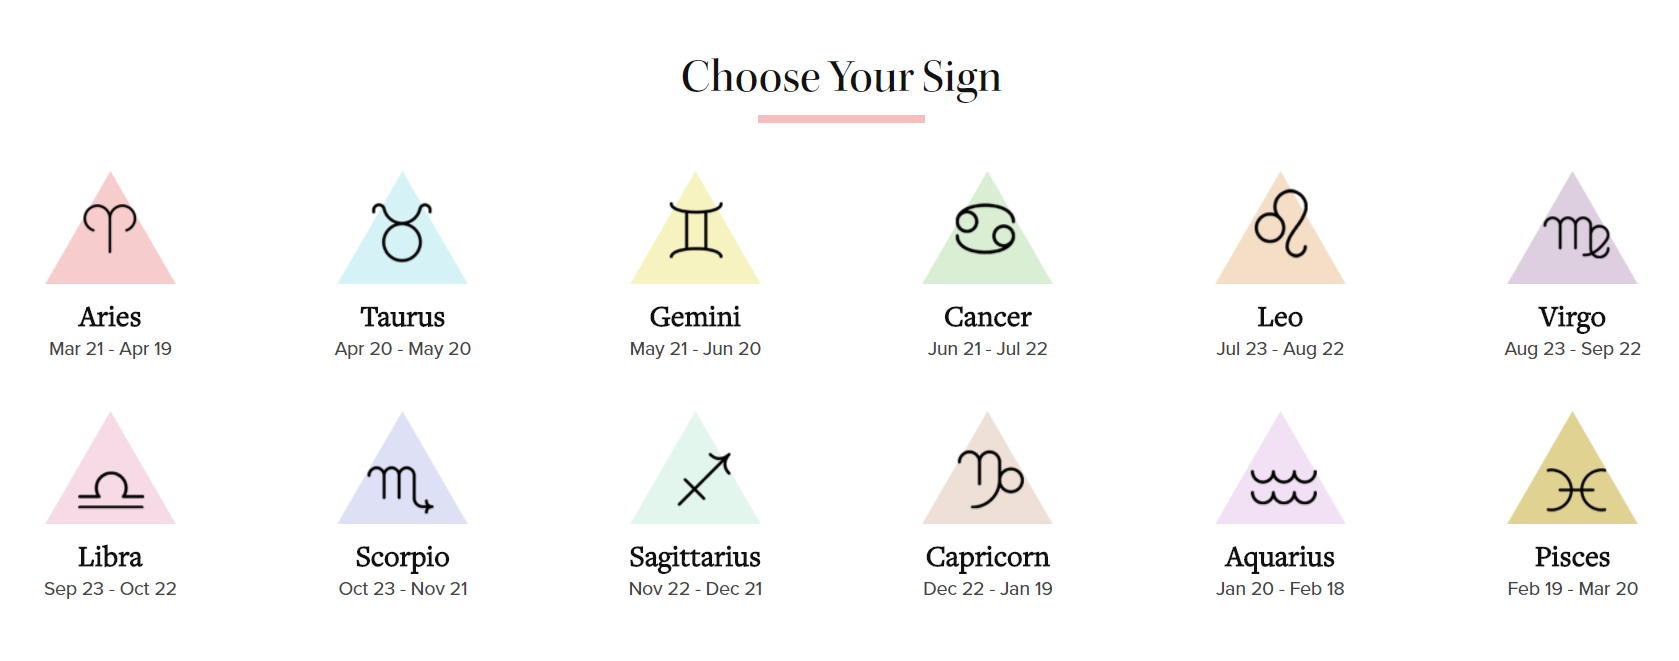 Choose Your Sign
Aries
Mar 21 - Apr 19
Taurus
Apr 20 - May 20
Gemini
May 21 - Jun 20
Cancer
Jun 21 - Jul 22
Leo
Jul 23 - Aug 22
Virgo
Aug 23 - Sep 22
Libra
Sep 23 - Oct 22
Scorpio
Oct 23 - Nov 21
Sagittarius
Nov 22 - Dec 21
Capricorn
Dec 22 - Jan 19
Aquarius
Jan 20 - Feb 18
Pisces
Feb 19 - Mar 20